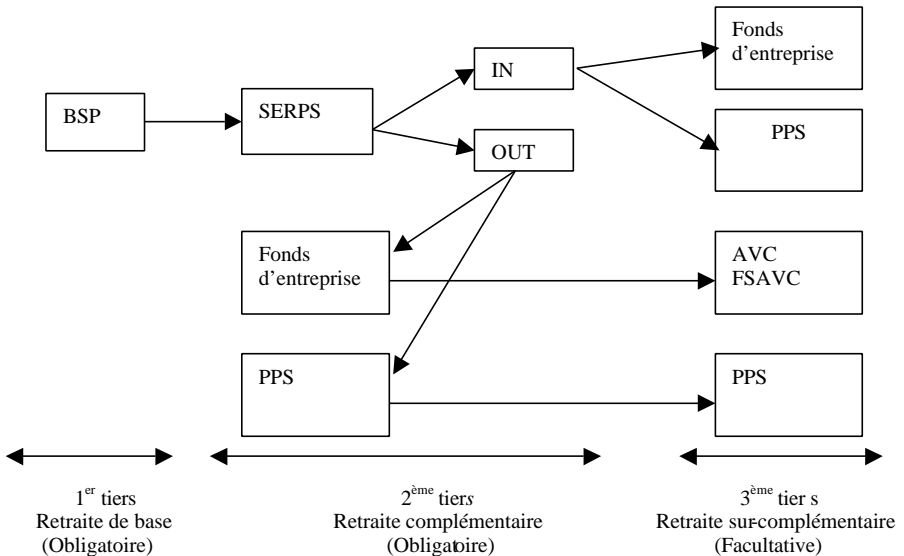 Fonds
d'entreprise
IN
BSP
SERPS
PPS
OUT
Fonds
d'entreprise
AVC
FSAVC
PPS
PPS
1er tiers
Retraite de base
(Obligatoire)
2ème tiers
Retraite complémentaire
(Obligatoire)
3ème tier s
Retraite sur-complémentaire
(Facultative)